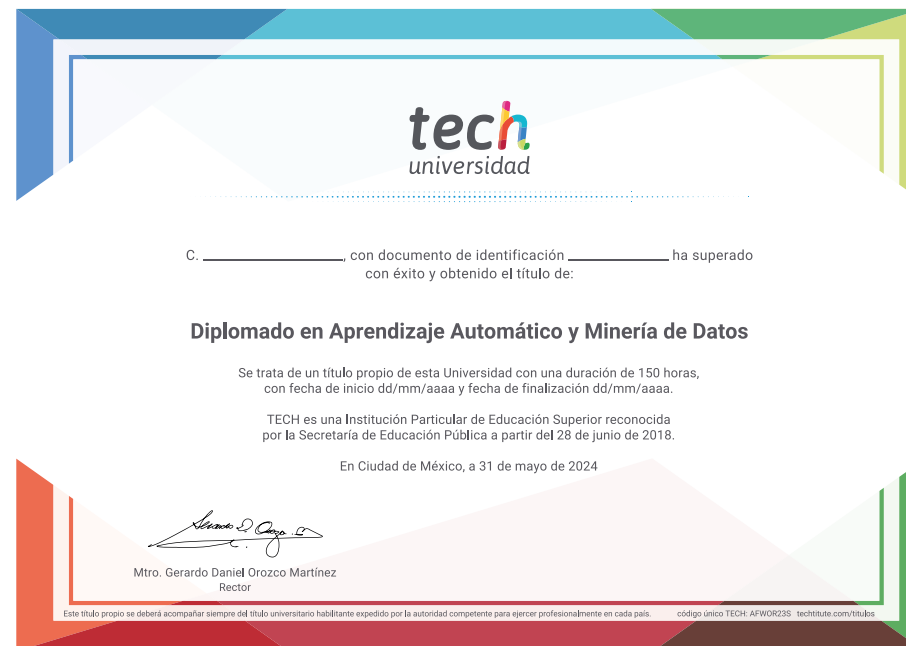 tech
universidad
C. ____________________, con documento de identificación ______________ ha superado
con éxito y obtenido el título de:
Diplomado en Aprendizaje Automático y Minería de Datos
Se trata de un título propio de esta Universidad con una duración de 150 horas,
con fecha de inicio dd/mm/aaaa y fecha de finalización dd/mm/aaaa.
TECH es una Institución Particular de Educación Superior reconocida
por la Secretaría de Educación Pública a partir del 28 de junio de 2018.
En Ciudad de México, a 31 de mayo de 2024
Mtro. Gerardo Daniel Orozco Martínez
Rector
Este título propio se deberá acompañar siempre del título universitario habilitante expedido por la autoridad competente para ejercer profesionalmente en cada país. código único TECH: AFWOR23S techtitute.com/titulos